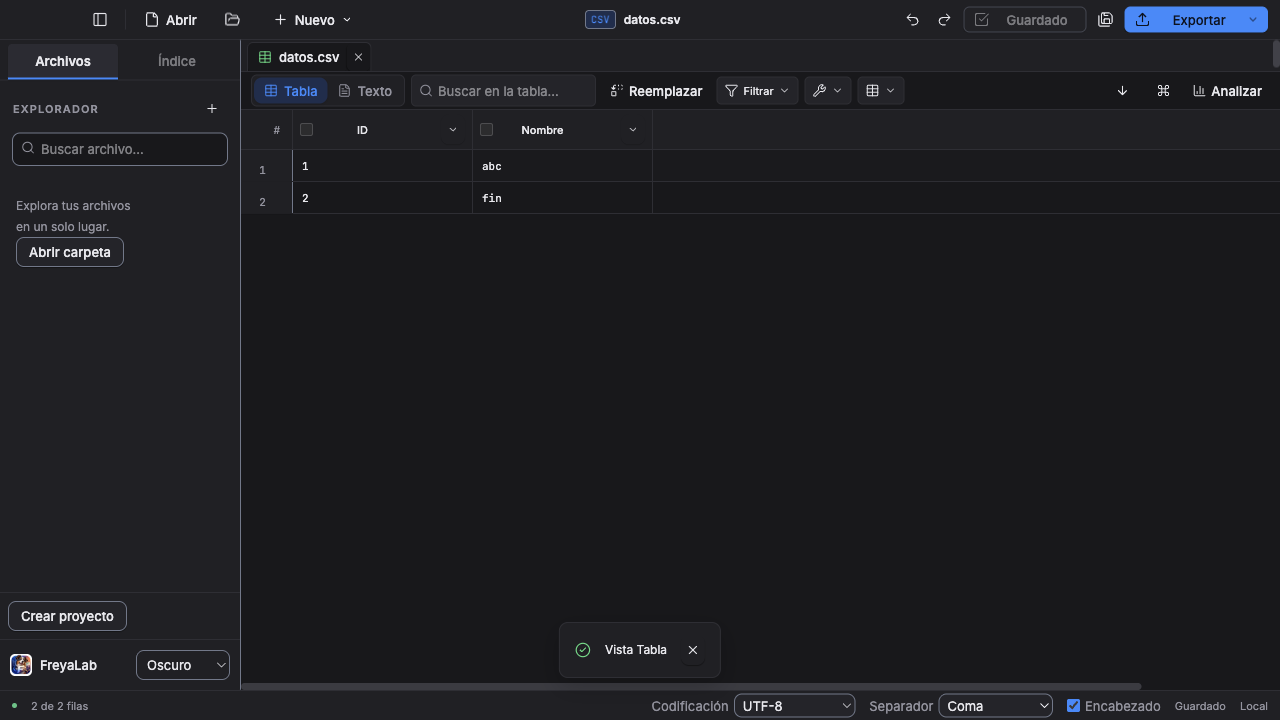 Abrir
Nuevo
CSV datos.csv
Guardado
Exportar
Archivos
Índice
datos.csv
EXPLORADOR
Tabla
Texto
Buscar en la tabla...
Reemplazar
Filtrar
Analizar
Buscar archivo...
# ID Nombre
1 1 abc
2 2 fin
Explora tus archivos
en un solo lugar.
Abrir carpeta
Crear proyecto
FreyaLab
Oscuro
Vista Tabla
2 de 2 filas
Codificación UTF-8
Separador Coma
Encabezado
Guardado
Local